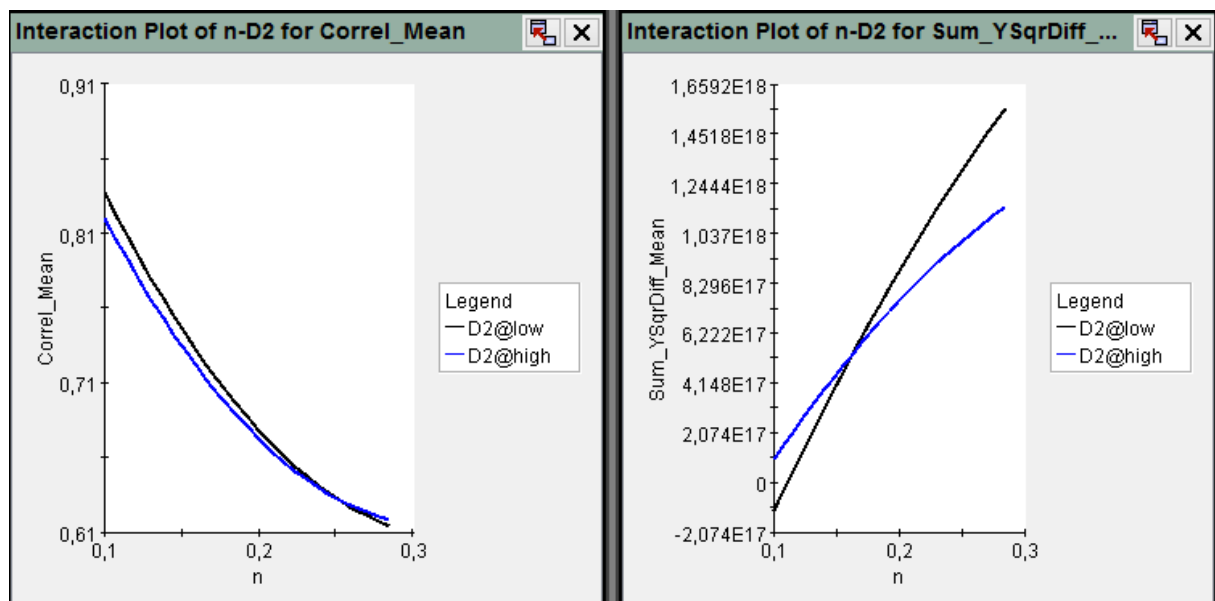 Interaction Plot of n-D2 for Correl_Mean
0,91
0,81
0,71
0,61
Correl_Mean
0,1
0,2
0,3
n
Legend
D2@low
D2@high
Interaction Plot of n-D2 for Sum_YSqrDiff_...
1,6592E18
1,4518E18
1,2444E18
1,037E18
8,296E17
6,222E17
4,148E17
2,074E17
0
-2,074E17
Sum_YSqrDiff_Mean
0,1
0,2
0,3
n
Legend
D2@low
D2@high